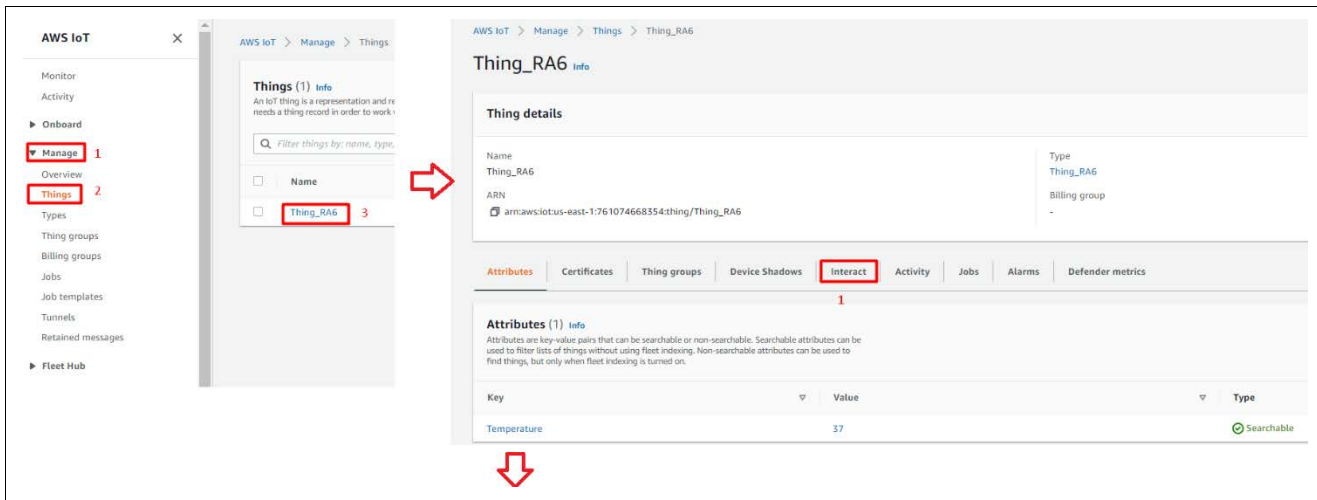 AWS IoT
Monitor
Activity
Onboard
Manage 1
Overview
Things 2
Types
Thing groups
Billing groups
Jobs
Job templates
Tunnels
Retained messages
Fleet Hub
AWS IoT > Manage > Things
Things (1) Info
An IoT thing is a representation and re
needs a thing record in order to work
Filter things by: name, type,
Name
Thing_RA6 3
AWS IoT > Manage > Things > Thing_RA6
Thing_RA6 Info
Thing details
Name
Thing_RA6
ARN
arn:aws:iot:us-east-1:761074668354:thing/Thing_RA6
Type
Thing_RA6
Billing group
-
Attributes Certificates Thing groups Device Shadows Interact Activity Jobs Alarms Defender metrics
1
Attributes (1) Info
Attributes are key-value pairs that can be searchable or non-searchable. Searchable attributes can be
used to filter lists of things without using fleet indexing. Non-searchable attributes can be used to
find things, but only when fleet indexing is turned on.
Key Value Type
Temperature 37 Searchable